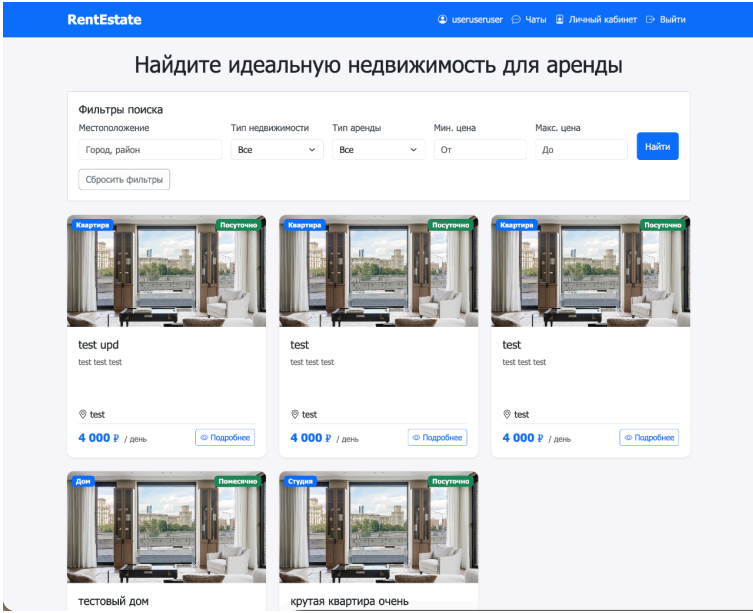 RentEstate
useruseruser Чаты Личный кабинет Выйти
Найдите идеальную недвижимость для аренды
Фильтры поиска
Местоположение Тип недвижимости Тип аренды Мин. цена Макс. цена
Город, район Все Все От До Найти
Сбросить фильтры
Квартира Посуточно Квартира Посуточно Квартира Посуточно
test upd test test
test test test test test test test test test
test test test
4 000 ₽ / день Подробнее 4 000 ₽ / день Подробнее 4 000 ₽ / день Подробнее
Дом Помесячно Студия Посуточно
тестовый дом крутая квартира очень